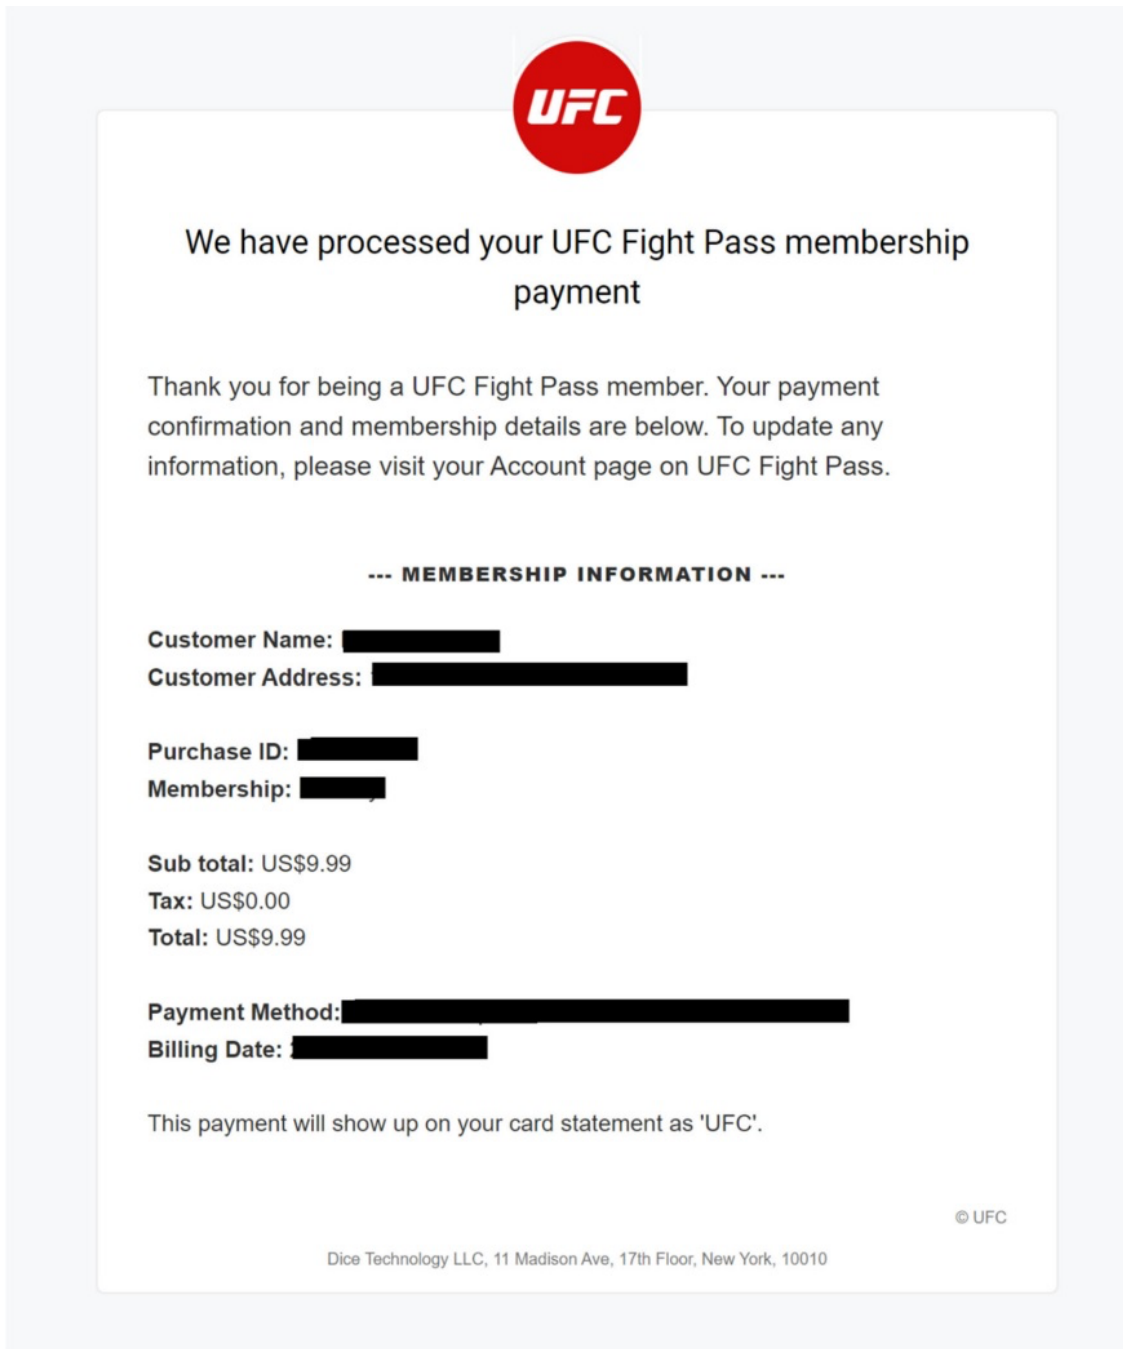 UFC
We have processed your UFC Fight Pass membership
payment
Thank you for being a UFC Fight Pass member. Your payment
confirmation and membership details are below. To update any
information, please visit your Account page on UFC Fight Pass.
--- MEMBERSHIP INFORMATION ---
Customer Name:
Customer Address:
Purchase ID:
Membership:
Sub total: US$9.99
Tax: US$0.00
Total: US$9.99
Payment Method:
Billing Date:
This payment will show up on your card statement as 'UFC'.
© UFC
Dice Technology LLC, 11 Madison Ave, 17th Floor, New York, 10010